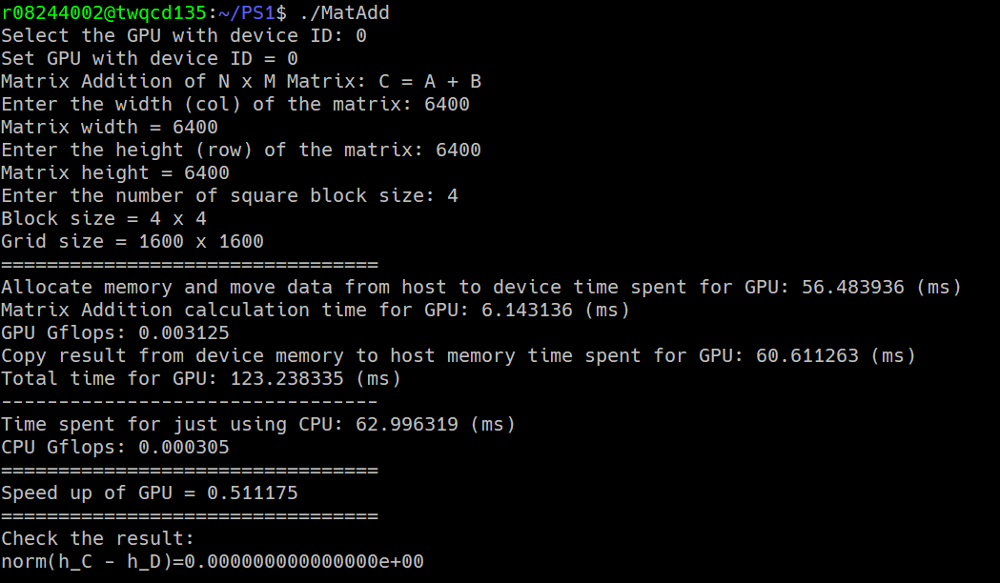 r08244002@twqcd135:~/PS1$ ./MatAdd
Select the GPU with device ID: 0
Set GPU with device ID = 0
Matrix Addition of N x M Matrix: C = A + B
Enter the width (col) of the matrix: 6400
Matrix width = 6400
Enter the height (row) of the matrix: 6400
Matrix height = 6400
Enter the number of square block size: 4
Block size = 4 x 4
Grid size = 1600 x 1600
=================================
Allocate memory and move data from host to device time spent for GPU: 56.483936 (ms)
Matrix Addition calculation time for GPU: 6.143136 (ms)
GPU Gflops: 0.003125
Copy result from device memory to host memory time spent for GPU: 60.611263 (ms)
Total time for GPU: 123.238335 (ms)
---------------------------------
Time spent for just using CPU: 62.996319 (ms)
CPU Gflops: 0.000305
=================================
Speed up of GPU = 0.511175
=================================
Check the result:
norm(h_C - h_D)=0.000000000000000e+00